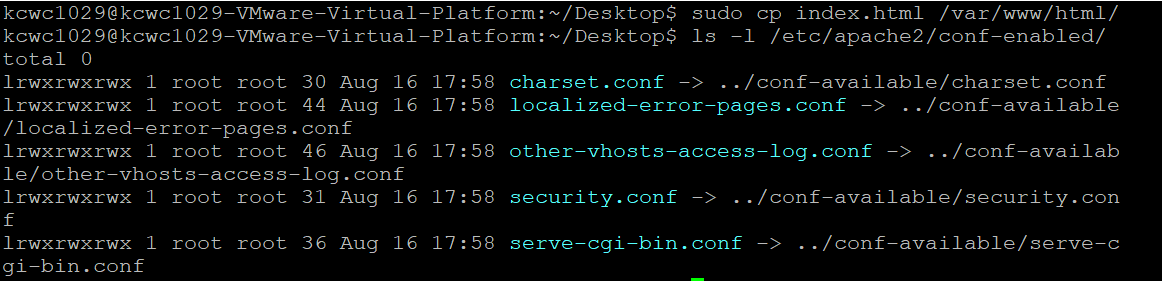 kcwc1029@kcwc1029-VMware-Virtual-Platform:~/Desktop$ sudo cp index.html /var/www/html/
kcwc1029@kcwc1029-VMware-Virtual-Platform:~/Desktop$ ls -l /etc/apache2/conf-enabled/
total 0
lrwxrwxrwx 1 root root 30 Aug 16 17:58 charset.conf -> ../conf-available/charset.conf
lrwxrwxrwx 1 root root 44 Aug 16 17:58 localized-error-pages.conf -> ../conf-available
/localized-error-pages.conf
lrwxrwxrwx 1 root root 46 Aug 16 17:58 other-vhosts-access-log.conf -> ../conf-availab
le/other-vhosts-access-log.conf
lrwxrwxrwx 1 root root 31 Aug 16 17:58 security.conf -> ../conf-available/security.con
f
lrwxrwxrwx 1 root root 36 Aug 16 17:58 serve-cgi-bin.conf -> ../conf-available/serve-c
gi-bin.conf